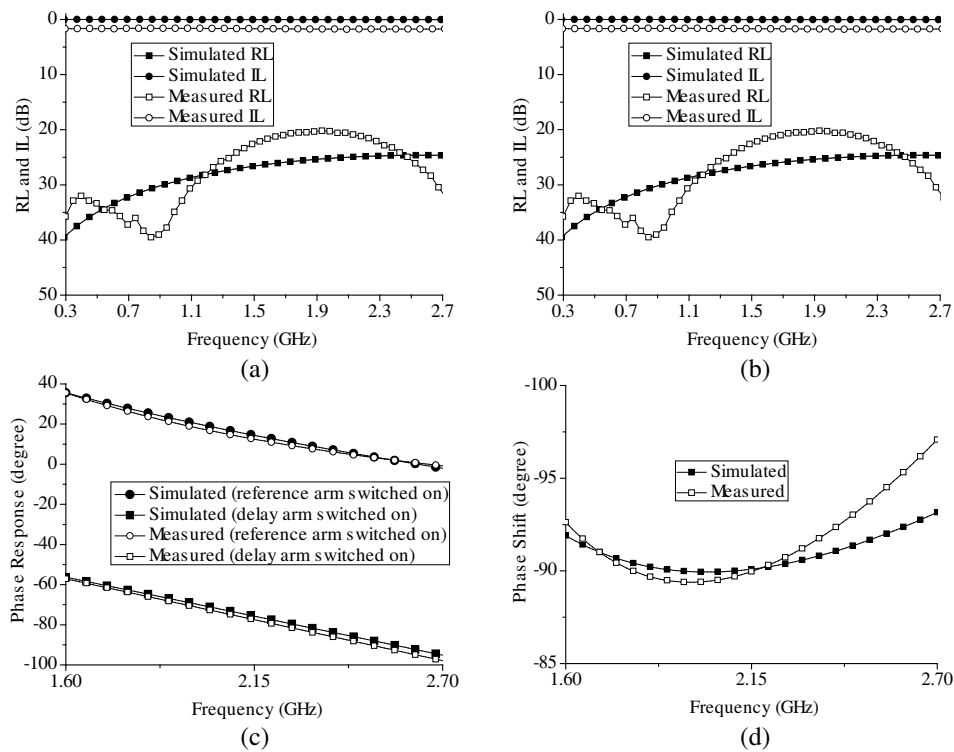 (a)
(b)
0
10
20
30
40
50
RL and IL (dB)
Simulated RL
Simulated IL
Measured RL
Measured IL
0.3 0.7 1.1 1.5 1.9 2.3 2.7
Frequency (GHz)
(a)
0
10
20
30
40
50
RL and IL (dB)
Simulated RL
Simulated IL
Measured RL
Measured IL
0.3 0.7 1.1 1.5 1.9 2.3 2.7
Frequency (GHz)
(b)
40
20
0
-20
-40
-60
-80
-100
Phase Response (degree)
Simulated (reference arm switched on)
Simulated (delay arm switched on)
Measured (reference arm switched on)
Measured (delay arm switched on)
1.60 2.15 2.70
Frequency (GHz)
(c)
-100
-95
-90
-85
Phase Shift (degree)
Simulated
Measured
1.60 2.15 2.70
Frequency (GHz)
(d)